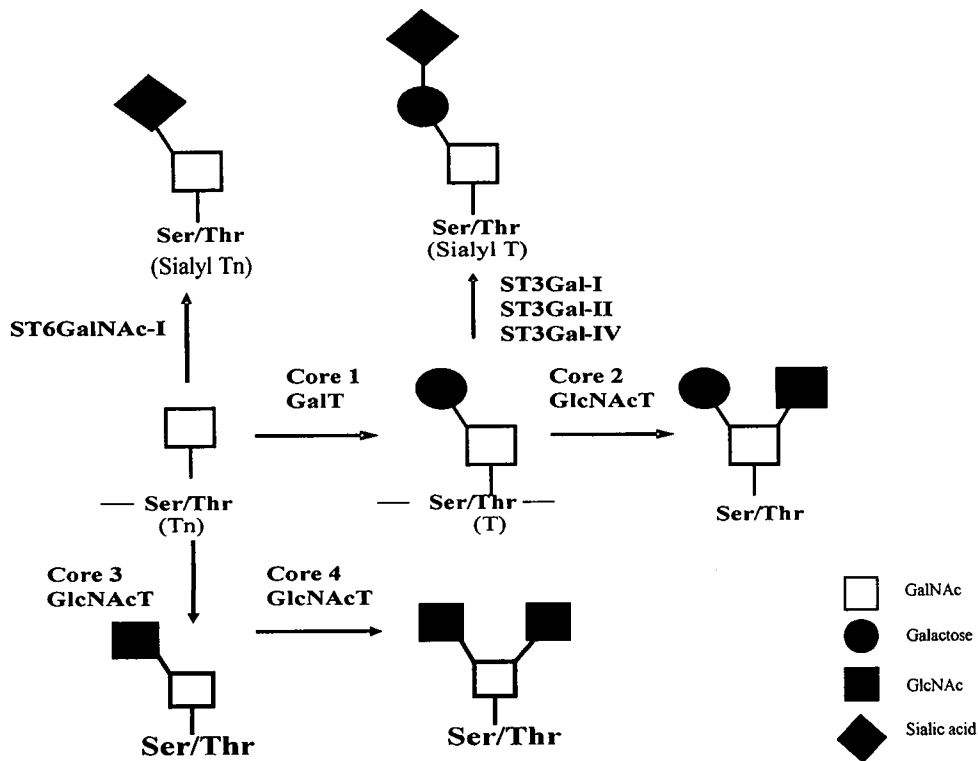 Ser/Thr
(Sialyl Tn)
Ser/Thr
(Sialyl T)
ST6GalNAc-I
ST3Gal-I
ST3Gal-II
ST3Gal-IV
Core 1
GalT
Core 2
GlcNAcT
Ser/Thr
(Tn)
Ser/Thr
(T)
Ser/Thr
Core 3
GlcNAcT
Core 4
GlcNAcT
Ser/Thr
Ser/Thr
GalNAc
Galactose
GlcNAc
Sialic acid